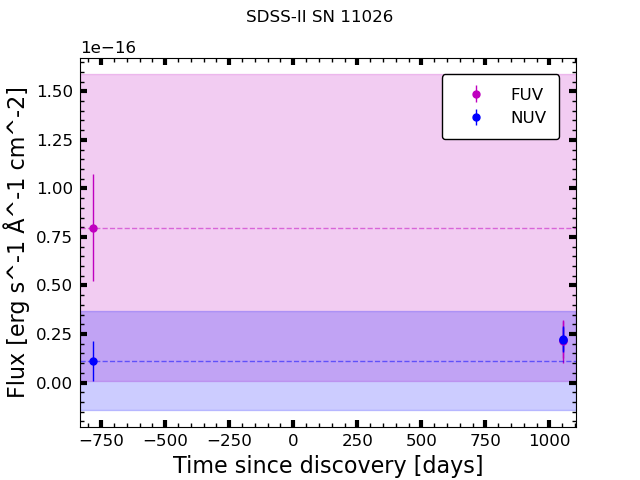 SDSS-II SN 11026
1e−16
FUV
NUV
1.50
1.25
1.00
0.75
0.50
0.25
0.00
Flux [erg s^-1 Å^-1 cm^-2]
−750 −500 −250 0 250 500 750 1000
Time since discovery [days]